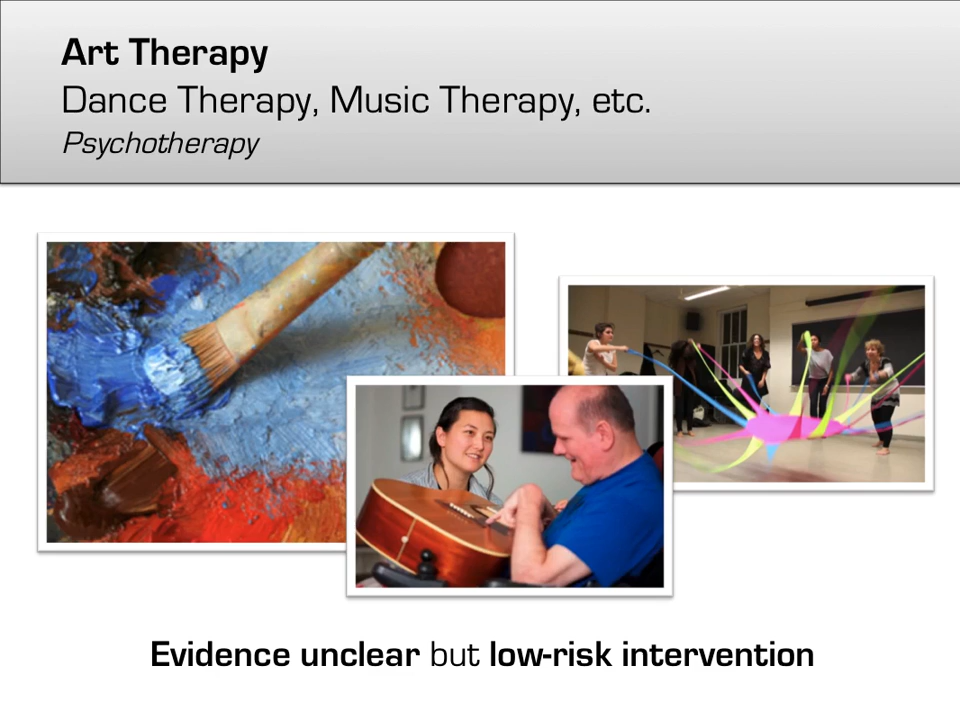 Art Therapy
Dance Therapy, Music Therapy, etc.
Psychotherapy
Evidence unclear but low-risk intervention